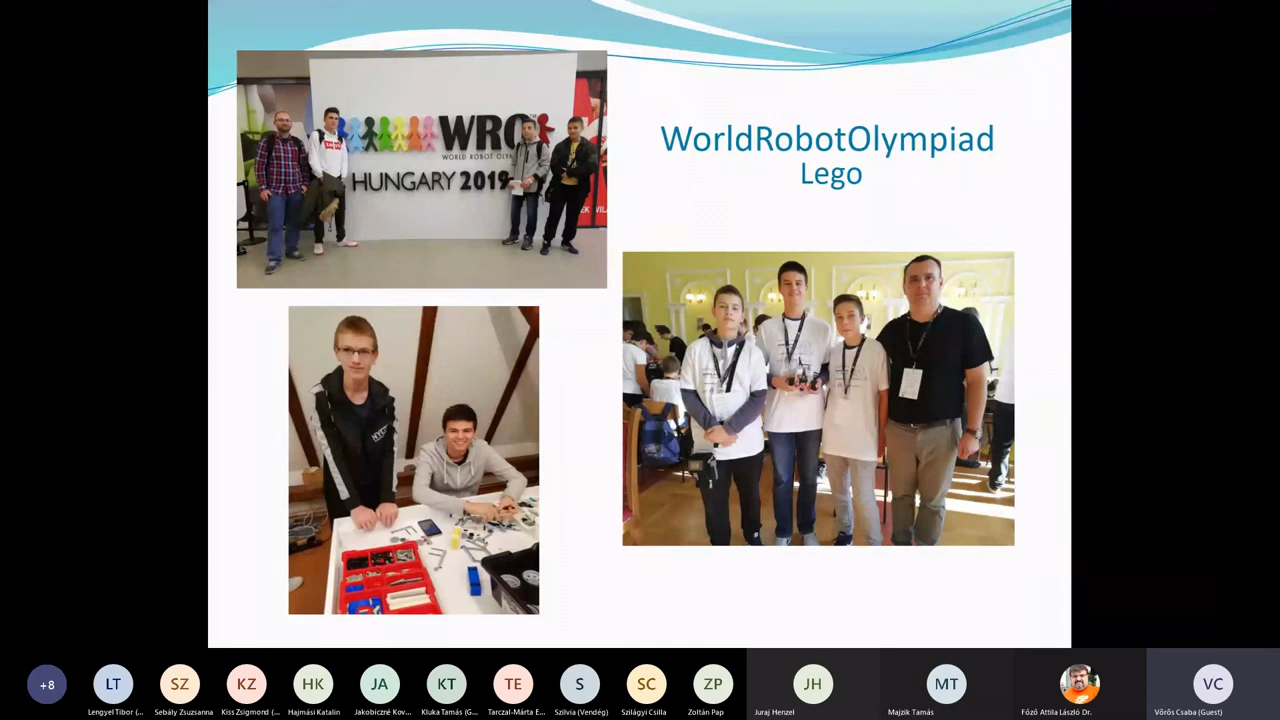 WorldRobotOlympiad
Lego
WRO
WORLD ROBOT
HUNGARY 2019
+8
LT
SZ
KZ
HK
JA
KT
TE
S
SC
ZP
JH
MT
VC
Lengyel Tibor (...
Sebály Zsuzsanna
Kiss Zsigmond (...
Hajmási Katalin
Jakobiczné Kov...
Kluka Tamás (G...
Tarczal-Márta E...
Szilvia (Vendég)
Szilágyi Csilla
Zoltán Pap
Juraj Henzel
Majzik Tamás
Főző Attila László Dr.
Vörös Csaba (Guest)